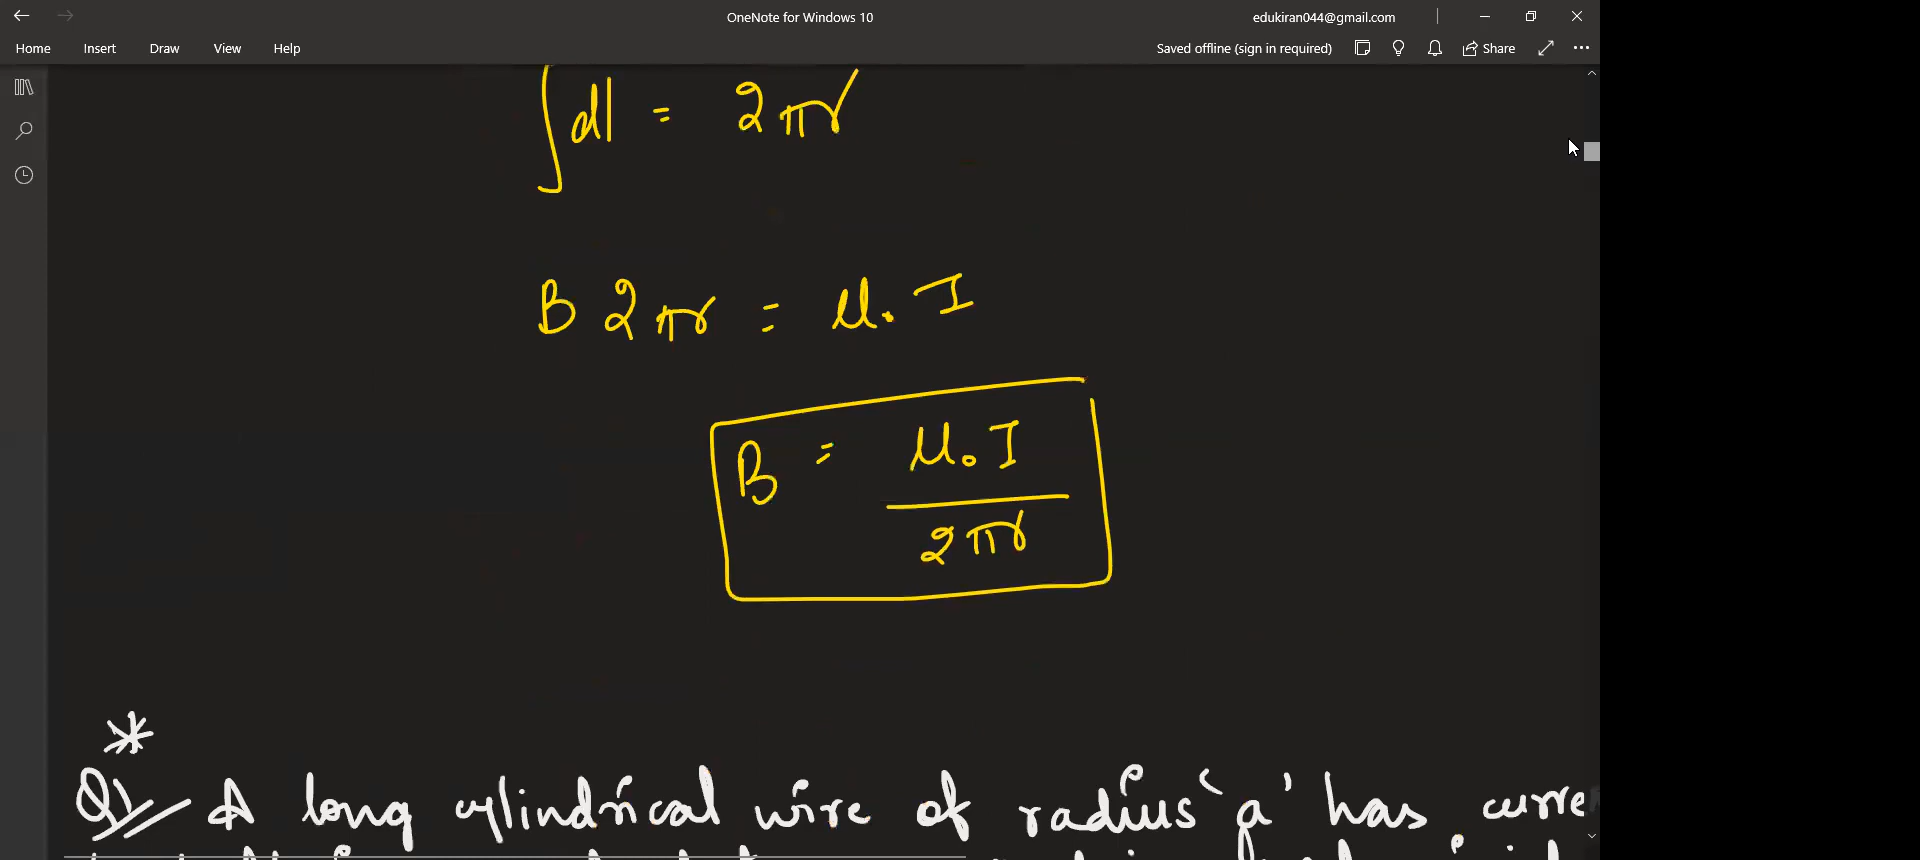 OneNote for Windows 10 edukiran044@gmail.com
Home Insert Draw View Help Saved offline (sign in required) Share
∫dl = 2πr
B 2πr = μ₀ I
B = μ₀ I / 2πr
*
Q1) A long cylindrical wire of radius 'a' has curre